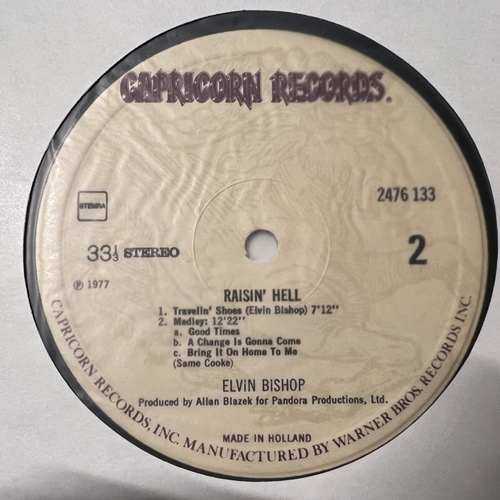 CAPRICORN RECORDS.
STEMRA
2476 133
33⅓ STEREO
2
℗ 1977
RAISIN' HELL
1. Travelin' Shoes (Elvin Bishop) 7'12"
2. Medley: 12'22"
a. Good Times
b. A Change Is Gonna Come
c. Bring It On Home To Me
(Same Cooke)
ELViN BISHOP
Produced by Allan Blazek for Pandora Productions, Ltd.
MADE IN HOLLAND
CAPRICORN RECORDS, INC. MANUFACTURED BY WARNER BROS. RECORDS INC.